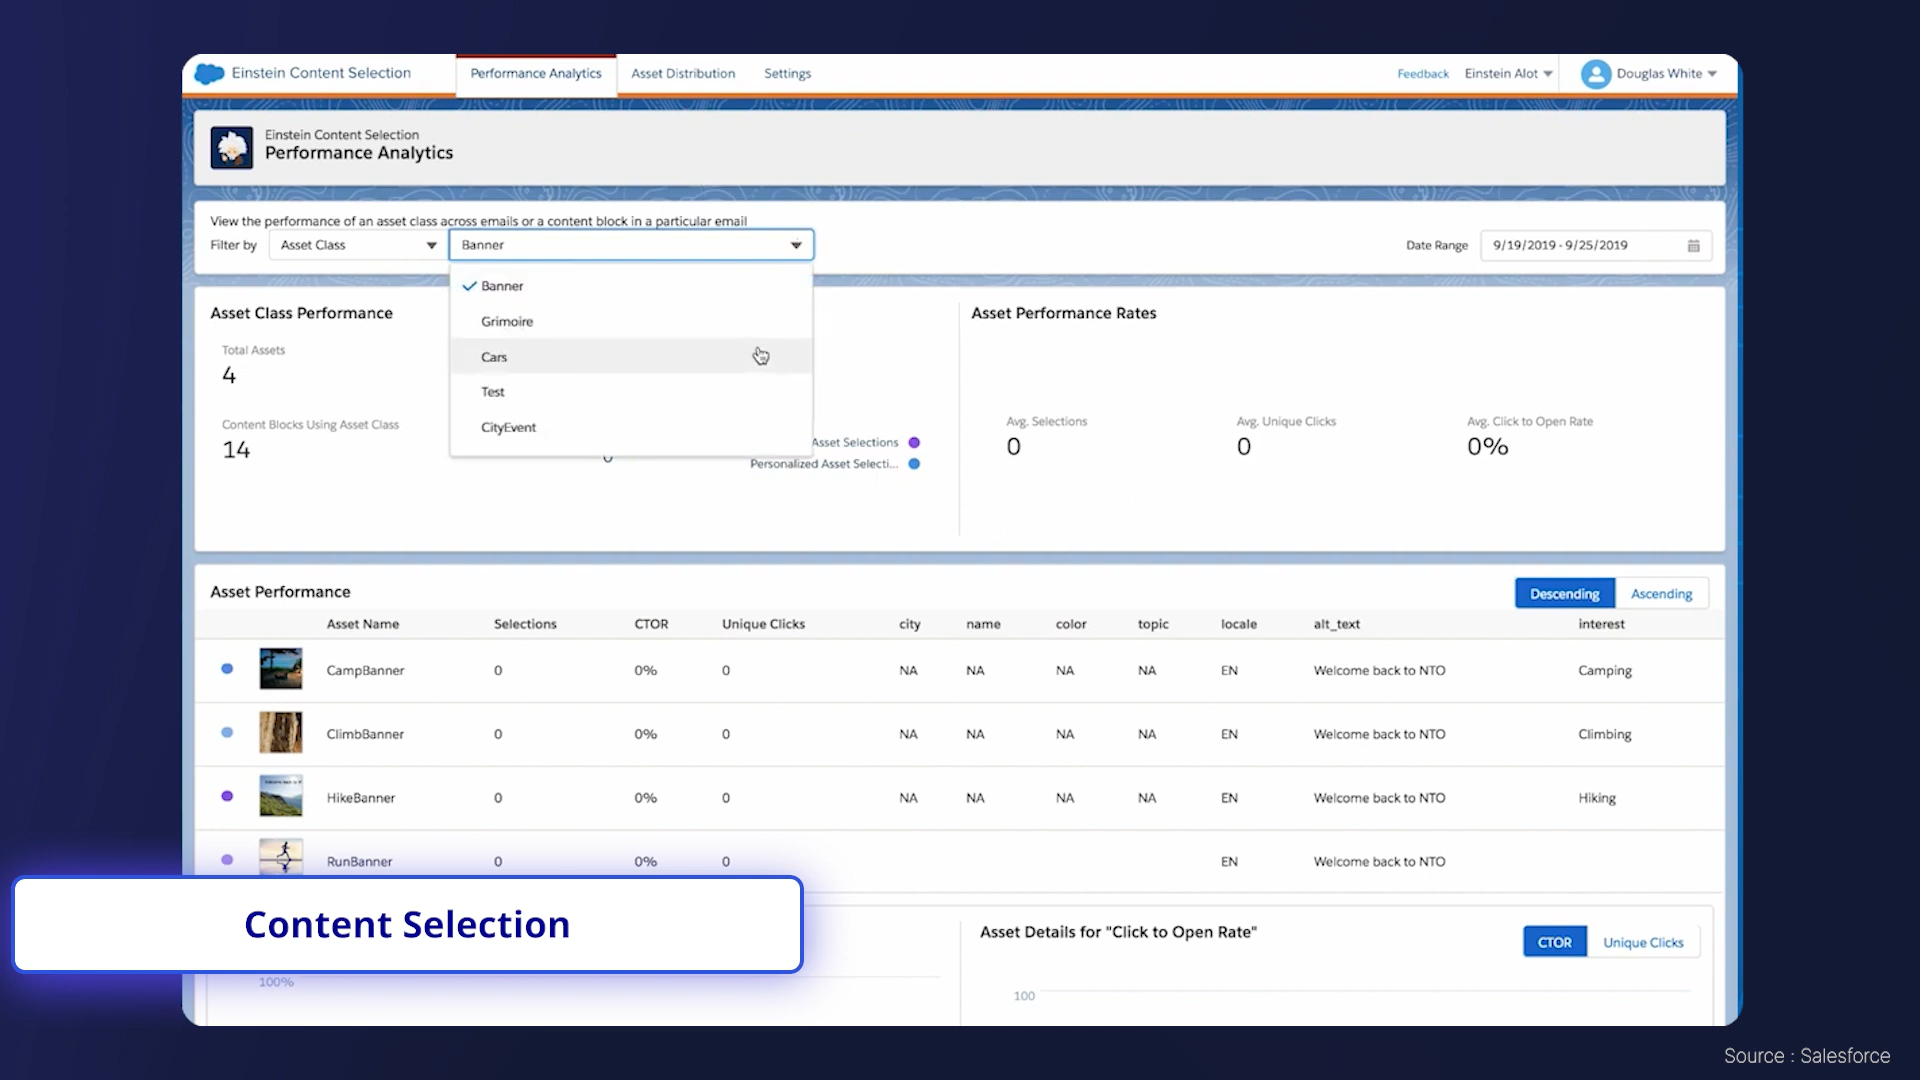 Einstein Content Selection
Performance Analytics
Asset Distribution
Settings
Feedback
Einstein Alot
Douglas White
Einstein Content Selection
Performance Analytics
View the performance of an asset class across emails or a content block in a particular email
Filter by
Asset Class
Banner
Date Range
9/19/2019 - 9/25/2019
Banner
Grimoire
Cars
Test
CityEvent
Asset Class Performance
Total Assets
4
Content Blocks Using Asset Class
14
Asset Selections
Personalized Asset Selecti...
Asset Performance Rates
Avg. Selections
0
Avg. Unique Clicks
0
Avg. Click to Open Rate
0%
Asset Performance
Descending
Ascending
Asset Name Selections CTOR Unique Clicks city name color topic locale alt_text interest
CampBanner 0 0% 0 NA NA NA NA EN Welcome back to NTO Camping
ClimbBanner 0 0% 0 NA NA NA NA EN Welcome back to NTO Climbing
HikeBanner 0 0% 0 NA NA NA NA EN Welcome back to NTO Hiking
RunBanner 0 0% 0 EN Welcome back to NTO
Content Selection
100%
Asset Details for "Click to Open Rate"
CTOR
Unique Clicks
100
Source : Salesforce